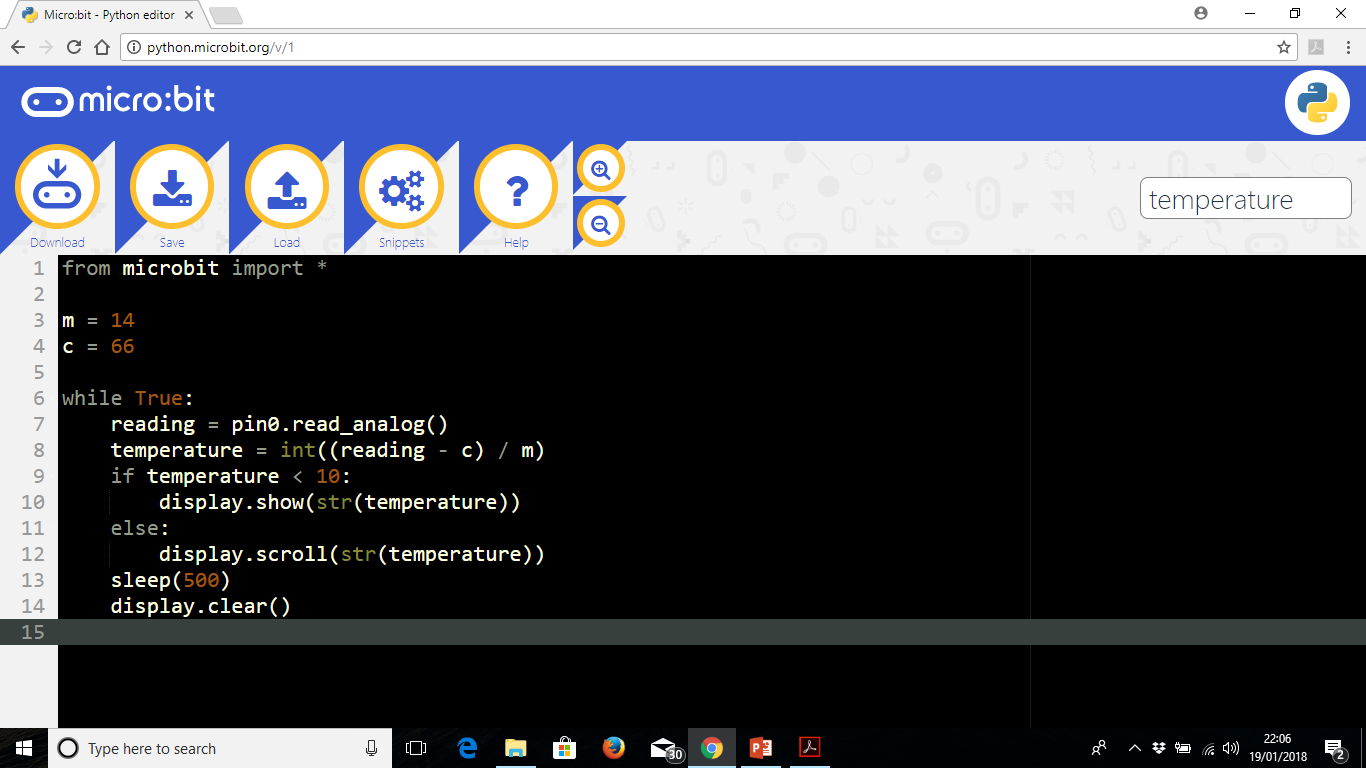 Micro:bit - Python editor
python.microbit.org/v/1
micro:bit
Download
Save
Load
Snippets
Help
temperature
1 from microbit import *
2
3 m = 14
4 c = 66
5
6 while True:
7     reading = pin0.read_analog()
8     temperature = int((reading - c) / m)
9     if temperature < 10:
10         display.show(str(temperature))
11     else:
12         display.scroll(str(temperature))
13     sleep(500)
14     display.clear()
15
Type here to search
30
22:06
19/01/2018
2